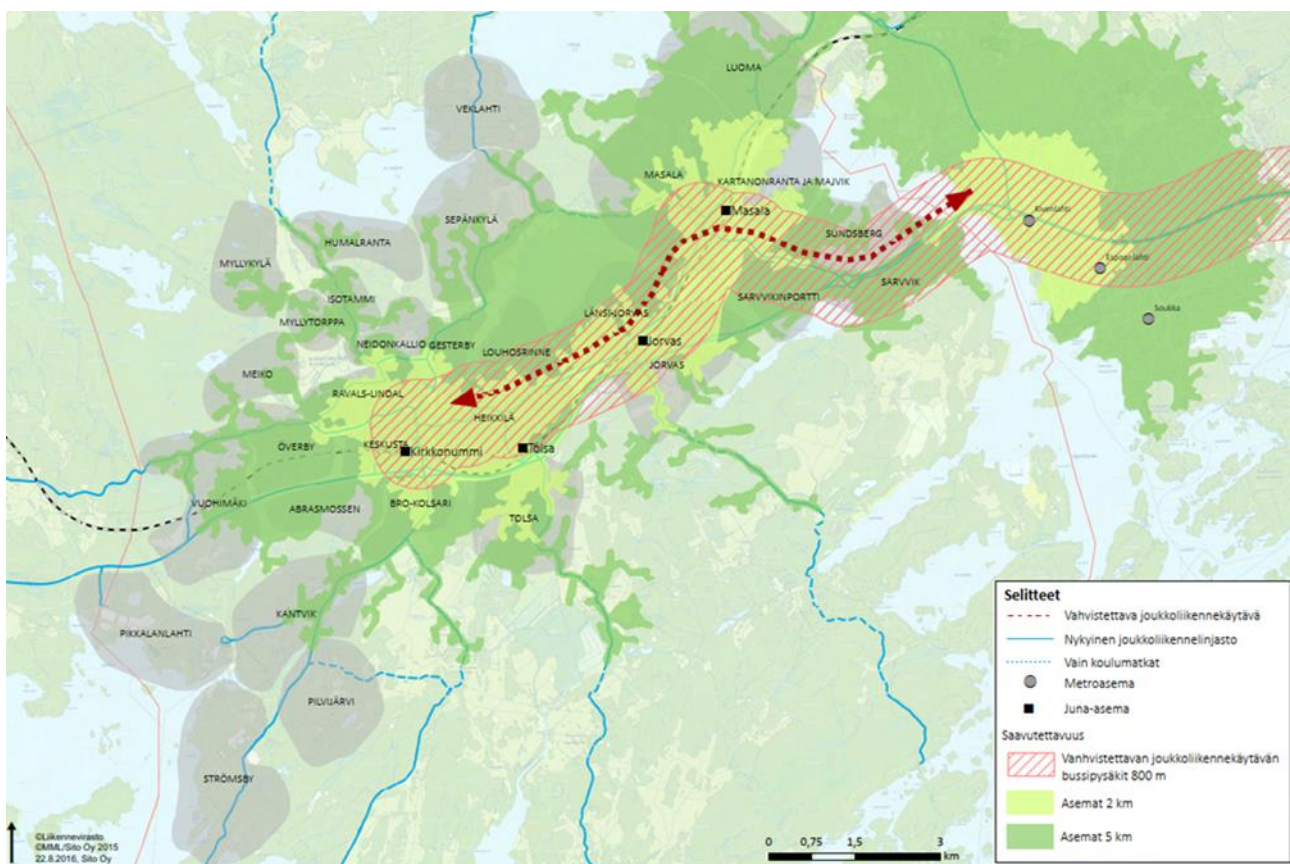 LUOMA
VEKLAHTI
MASALA
KARTANONRANTA JA MAJVIK
Masala
SEPÄNKYLÄ
Kivenlahti
SUNDSBERG
HUMALRANTA
MYLLYKYLÄ
Espoonlahti
SARVVIK
ISOTAMMI
SARVVIKINPORTTI
MYLLYTORPPA
LÄNSI-JORVAS
Soukka
NEIDONKALLIO
GESTERBY
LOUHOSRINNE
Jorvas
JORVAS
MEIKO
RAVALS-LINDAL
HEIKKILÄ
ÖVERBY
KESKUSTA
Kirkkonummi
Tolsa
VUOHIMÄKI
ABRASMOSSEN
BRO-KOLSARI
TOLSA
KANTVIK
PIKKALANLAHTI
PILVIJÄRVI
STRÖMSBY
Selitteet
Vahvistettava joukkoliikennekäytävä
Nykyinen joukkoliikennelinjasto
Vain koulumatkat
Metroasema
Juna-asema
Saavutettavuus
Vanhvistettavan joukkoliikennekäytävän
bussipysäkit 800 m
Asemat 2 km
Asemat 5 km
©Liikennevirasto
©MML/Sito Oy 2015
22.8.2016, Sito Oy
0 0,75 1,5 3
km